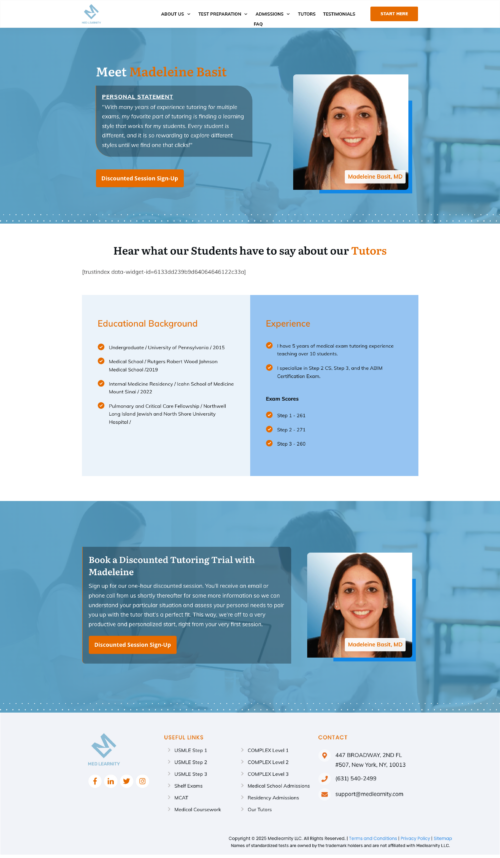 ABOUT US
TEST PREPARATION
ADMISSIONS
TUTORS
TESTIMONIALS
FAQ
START HERE
MEDLEARNITY
Meet Madeleine Basit
PERSONAL STATEMENT
"With many years of experience tutoring for multiple
exams, my favorite part of tutoring is finding a learning
style that works for my students. Every student is
different, and it is so rewarding to explore different
styles until we find one that clicks!"
Discounted Session Sign-Up
Madeleine Basit, MD
Hear what our Students have to say about our Tutors
[trustindex data-widget-id=6133dd239b9d64064646122c33a]
Educational Background
Undergraduate / University of Pennsylvania / 2015
Medical School / Rutgers Robert Wood Johnson
Medical School /2019
Internal Medicine Residency / Icahn School of Medicine
Mount Sinai / 2022
Pulmonary and Critical Care Fellowship / Northwell
Long Island Jewish and North Shore University
Hospital /
Experience
I have 5 years of medical exam tutoring experience
teaching over 30 students.
I specialize in Step 2 CS, Step 3, and the ABIM
Certification Exam.
Exam Scores
Step 1 - 261
Step 2 - 271
Step 3 - 260
Book a Discounted Tutoring Trial with
Madeleine
Sign up for our one-hour discounted session. You'll receive an email or
phone call from us shortly thereafter for some more information so we can
understand your particular situation and assess your personal needs to pair
you up with the tutor that's a perfect fit. This way, we're off to a very
productive and personalized start, right from your very first session.
Discounted Session Sign-Up
Madeleine Basit, MD
MEDLEARNITY
USEFUL LINKS
USMLE Step 1
USMLE Step 2
USMLE Step 3
Shelf Exams
MCAT
Medical Coursework
COMPLEX Level 1
COMPLEX Level 2
COMPLEX Level 3
Medical School Admissions
Residency Admissions
Our Tutors
CONTACT
447 BROADWAY, 2ND FL
#507, New York, NY, 10013
(631) 540-2499
support@medlearnity.com
Copyright © 2025 Medlearnity LLC. All Rights Reserved. | Terms and Conditions | Privacy Policy | Sitemap
Names of standardized tests are owned by the trademark holders and are not affiliated with Medlearnity LLC.